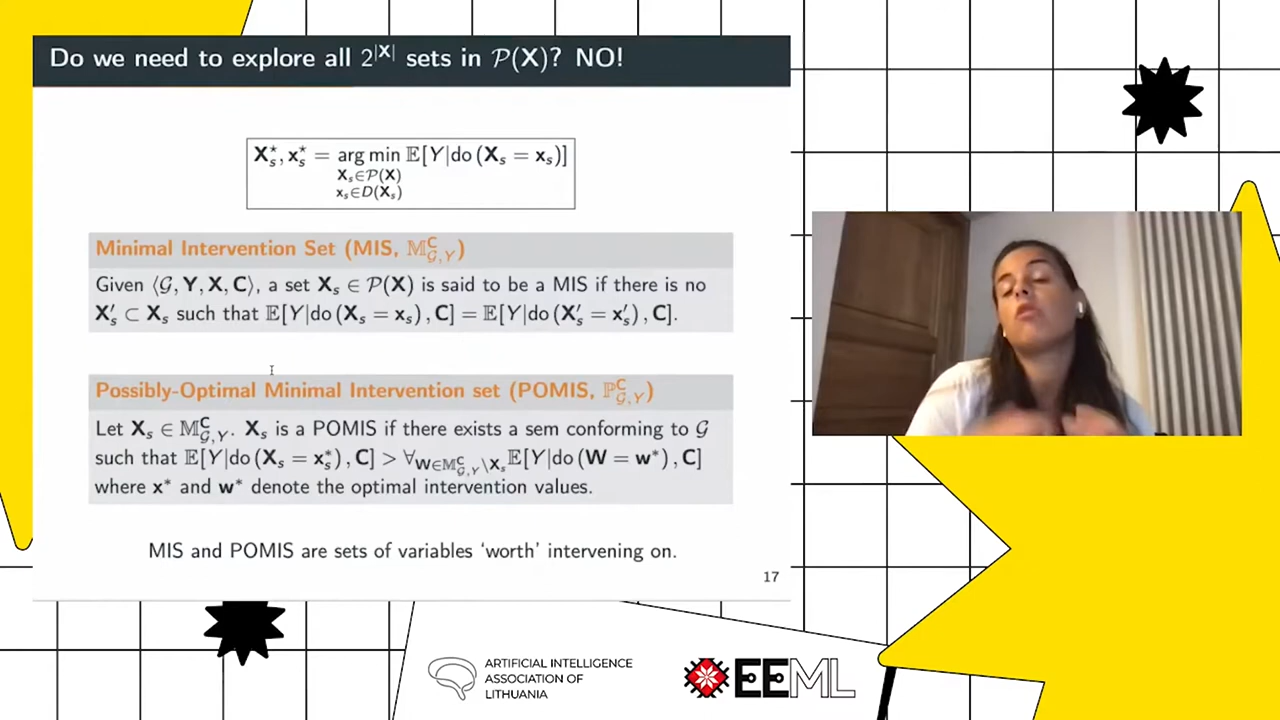 Do we need to explore all 2^|X| sets in 𝒫(X)? NO!
X_s^⋆, x_s^⋆ = arg min 𝔼[Y|do (X_s = x_s)]
X_s∈𝒫(X)
x_s∈D(X_s)
Minimal Intervention Set (MIS, 𝕄^C_{𝒢,Y})
Given ⟨𝒢, Y, X, C⟩, a set X_s ∈ 𝒫(X) is said to be a MIS if there is no
X′_s ⊂ X_s such that 𝔼[Y|do (X_s = x_s) , C] = 𝔼[Y|do (X′_s = x′_s) , C].
Possibly-Optimal Minimal Intervention set (POMIS, ℙ^C_{𝒢,Y})
Let X_s ∈ 𝕄^C_{𝒢,Y}. X_s is a POMIS if there exists a sem conforming to 𝒢
such that 𝔼[Y|do (X_s = x_s^*) , C] > ∀_{W∈𝕄^C_{𝒢,Y}\X_s} 𝔼[Y|do (W = w^*) , C]
where x^* and w^* denote the optimal intervention values.
MIS and POMIS are sets of variables ‘worth’ intervening on.
17
ARTIFICIAL INTELLIGENCE
ASSOCIATION OF
LITHUANIA
EEML